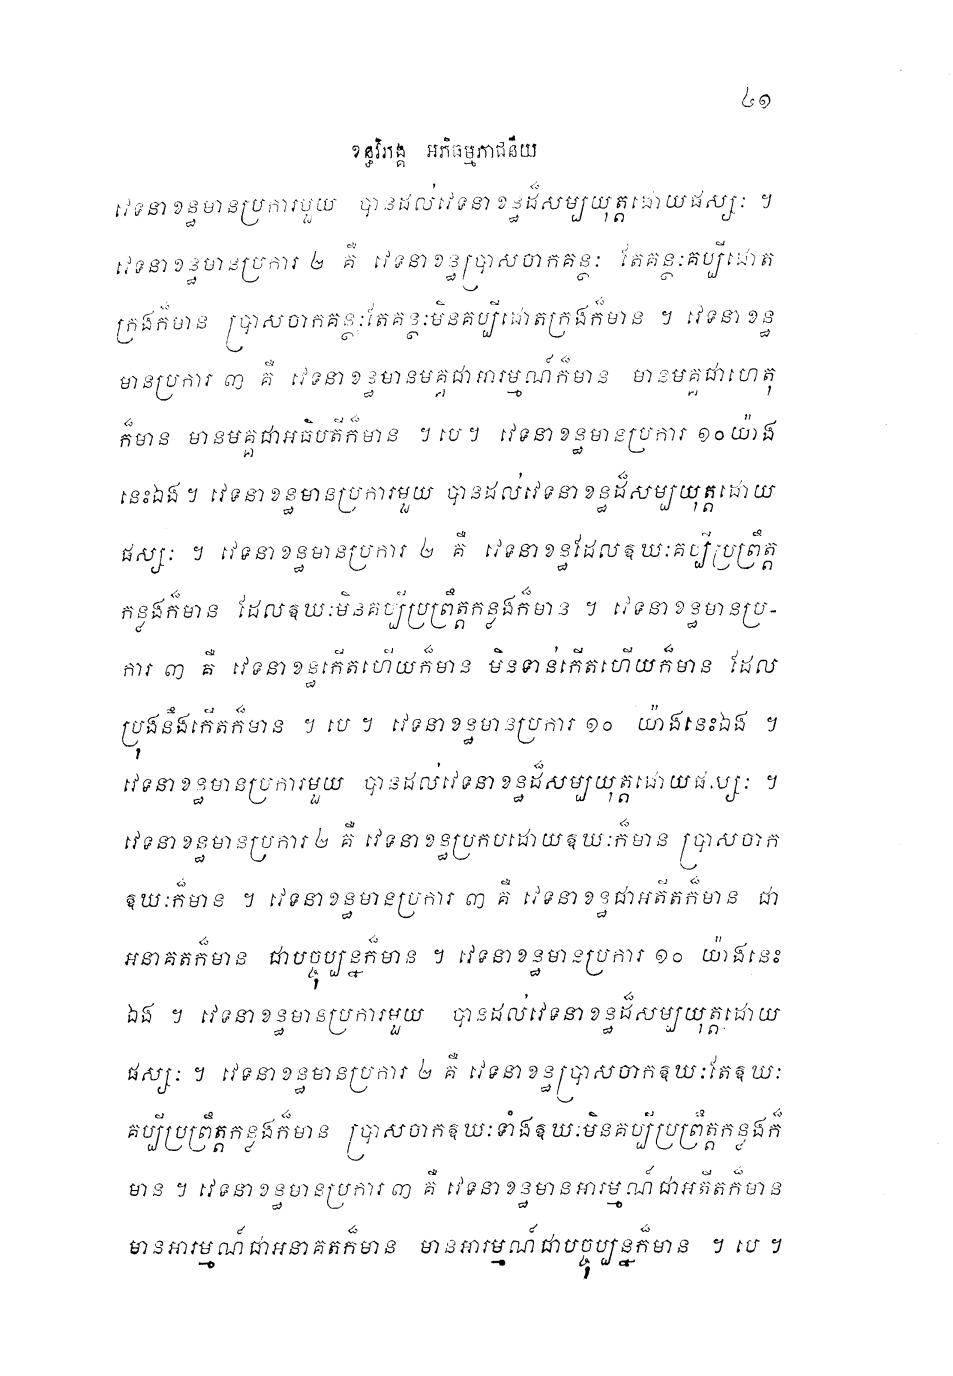 ៤១
ខន្ធវិភង្គ អភិធម្មភាជនីយ
វេទនាខន្ធមានប្រការមួយ បានដល់វេទនាខន្ធដ៏សម្បយុត្តដោយផស្សៈ ។
វេទនាខន្ធមានប្រការ ២ គឺ វេទនាខន្ធប្រាសចាកគន្ថៈ តែគន្ថៈគប្បីដោត
ក្រងក៏មាន ប្រាសចាកគន្ថៈតែគន្ថៈមិនគប្បីដោតក្រងក៏មាន ។ វេទនាខន្ធ
មានប្រការ ៣ គឺ វេទនាខន្ធមានមគ្គជាអារម្មណ៍ក៏មាន មានមគ្គជាហេតុ
ក៏មាន មានមគ្គជាអធិបតីក៏មាន ។ បេ ។ វេទនាខន្ធមានប្រការ ១០ យ៉ាង
នេះឯង ។ វេទនាខន្ធមានប្រការមួយ បានដល់វេទនាខន្ធដ៏សម្បយុត្តដោយ
ផស្សៈ ។ វេទនាខន្ធមានប្រការ ២ គឺ វេទនាខន្ធដែលឱឃៈគប្បីប្រព្រឹត្ត
កន្លងក៏មាន ដែលឱឃៈមិនគប្បីប្រព្រឹត្តកន្លងក៏មាន ។ វេទនាខន្ធមានប្រ-
ការ ៣ គឺ វេទនាខន្ធកើតហើយក៏មាន មិនទាន់កើតហើយក៏មាន ដែល
ប្រុងនឹងកើតក៏មាន ។ បេ ។ វេទនាខន្ធមានប្រការ ១០ យ៉ាងនេះឯង ។
វេទនាខន្ធមានប្រការមួយ បានដល់វេទនាខន្ធដ៏សម្បយុត្តដោយផស្សៈ ។
វេទនាខន្ធមានប្រការ ២ គឺ វេទនាខន្ធប្រកបដោយឱឃៈក៏មាន ប្រាសចាក
ឱឃៈក៏មាន ។ វេទនាខន្ធមានប្រការ ៣ គឺ វេទនាខន្ធជាអតីតក៏មាន ជា
អនាគតក៏មាន ជាបច្ចុប្បន្នក៏មាន ។ វេទនាខន្ធមានប្រការ ១០ យ៉ាងនេះ
ឯង ។ វេទនាខន្ធមានប្រការមួយ បានដល់វេទនាខន្ធដ៏សម្បយុត្តដោយ
ផស្សៈ ។ វេទនាខន្ធមានប្រការ ២ គឺ វេទនាខន្ធប្រាសចាកឱឃៈតែឱឃៈ
គប្បីប្រព្រឹត្តកន្លងក៏មាន ប្រាសចាកឱឃៈទាំងឱឃៈមិនគប្បីប្រព្រឹត្តកន្លងក៏
មាន ។ វេទនាខន្ធមានប្រការ ៣ គឺ វេទនាខន្ធមានអារម្មណ៍ជាអតីតក៏មាន
មានអារម្មណ៍ជាអនាគតក៏មាន មានអារម្មណ៍ជាបច្ចុប្បន្នក៏មាន ។ បេ ។